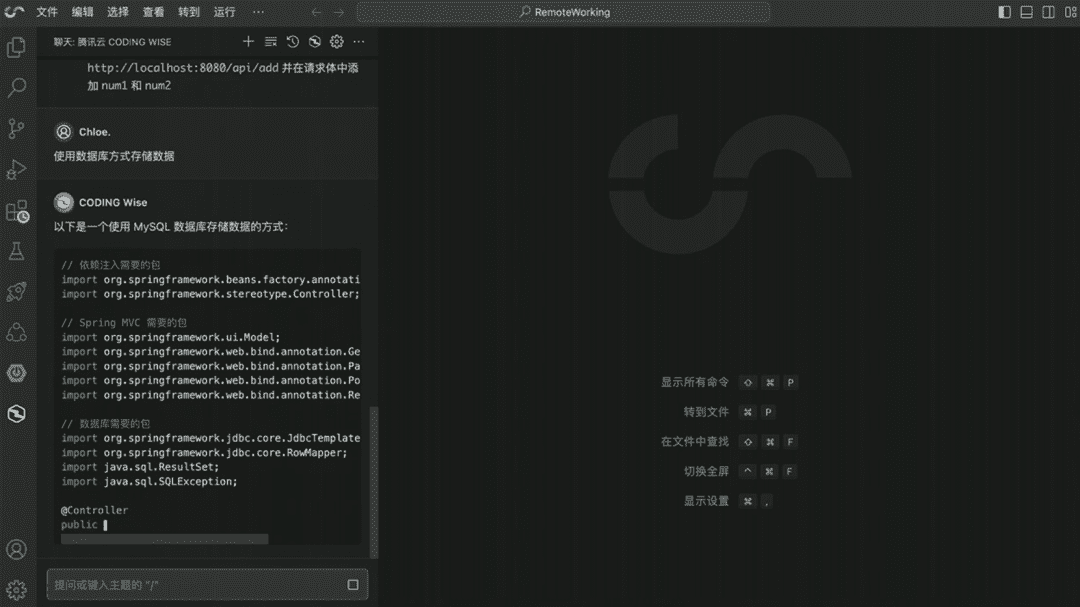 文件 编辑 选择 查看 转到 运行 ···
RemoteWorking
聊天: 腾讯云 CODING WISE
http://localhost:8080/api/add 并在请求体中添
加 num1 和 num2
Chloe.
使用数据库方式存储数据
CODING Wise
以下是一个使用 MySQL 数据库存储数据的方式：
// 依赖注入需要的包
import org.springframework.beans.factory.annotati
import org.springframework.stereotype.Controller;
// Spring MVC 需要的包
import org.springframework.ui.Model;
import org.springframework.web.bind.annotation.Ge
import org.springframework.web.bind.annotation.Pa
import org.springframework.web.bind.annotation.Po
import org.springframework.web.bind.annotation.Re
// 数据库需要的包
import org.springframework.jdbc.core.JdbcTemplate
import org.springframework.jdbc.core.RowMapper;
import java.sql.ResultSet;
import java.sql.SQLException;
@Controller
public
提问或键入主题的 "/"
显示所有命令 ⇧ ⌘ P
转到文件 ⌘ P
在文件中查找 ⇧ ⌘ F
切换全屏 ^ ⌘ F
显示设置 ⌘ ,